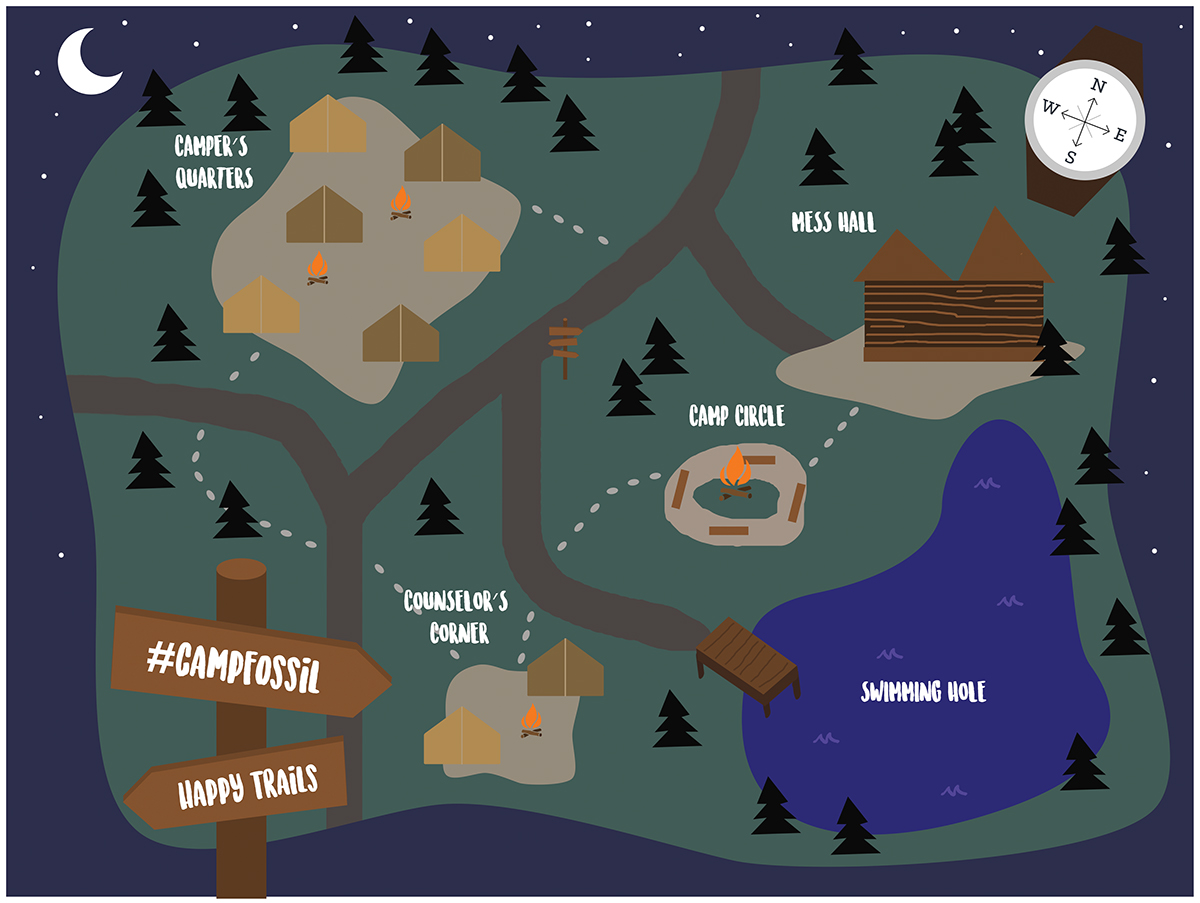 N
W
E
S
CAMPER'S
QUARTERS
MESS HALL
CAMP CIRCLE
COUNSELOR'S
CORNER
#CAMPFOSSIL
SWIMMING HOLE
HAPPY TRAILS